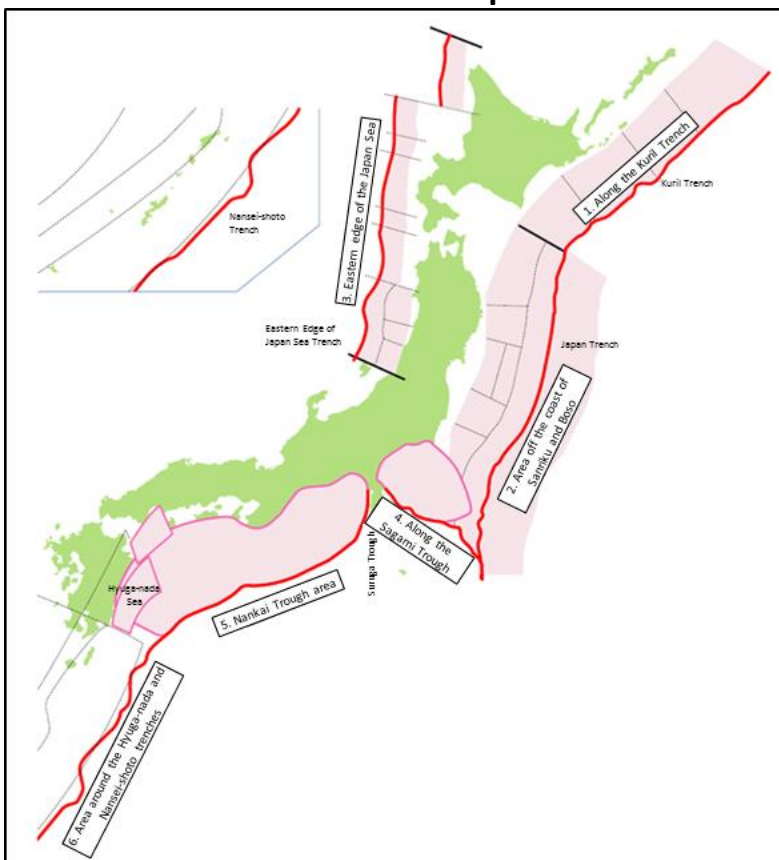 3. Eastern edge of the Japan Sea
1. Along the Kuril Trench
Kuril Trench
Nansei-shoto
Trench
Eastern Edge of
Japan Sea Trench
Japan Trench
2. Area off the coast of
Sanriku and Boso
4. Along the
Sagami Trough
Suruga Trough
Hyuga-nada
Sea
5. Nankai Trough area
6. Area around the Hyuga-nada and
Nansei-shoto trenches